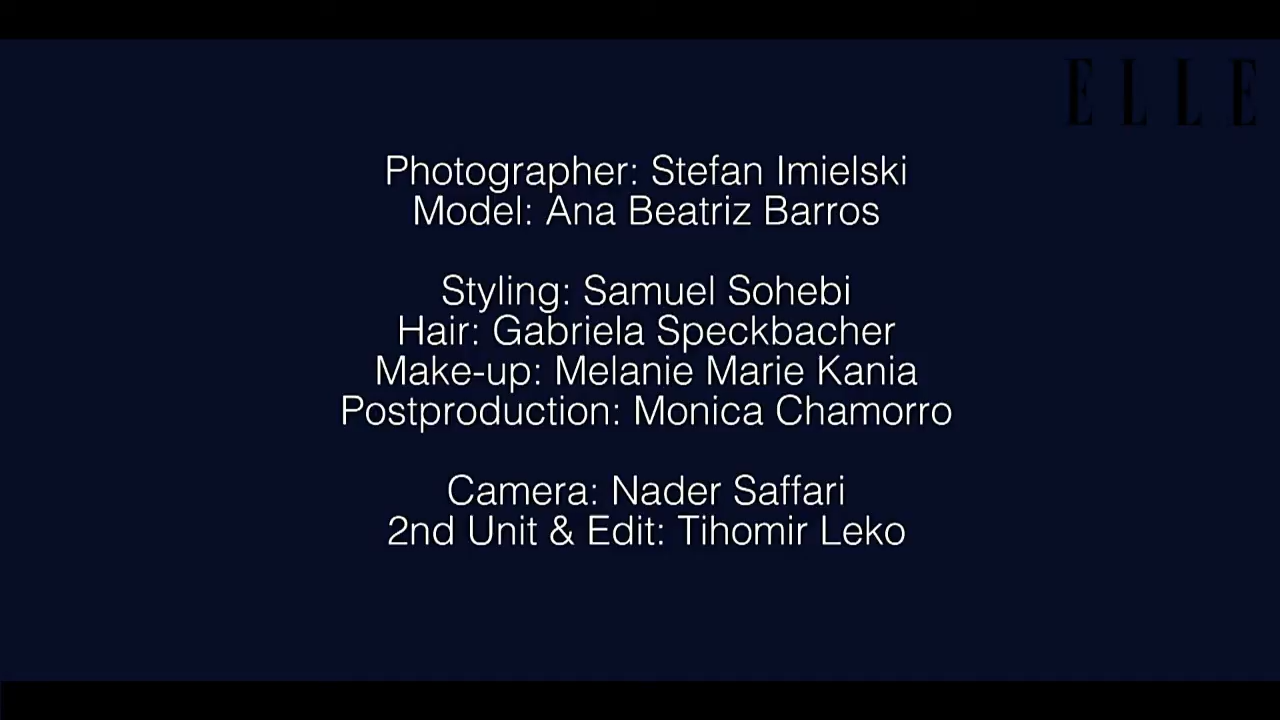 ELLE
Photographer: Stefan Imielski
Model: Ana Beatriz Barros
Styling: Samuel Sohebi
Hair: Gabriela Speckbacher
Make-up: Melanie Marie Kania
Postproduction: Monica Chamorro
Camera: Nader Saffari
2nd Unit & Edit: Tihomir Leko